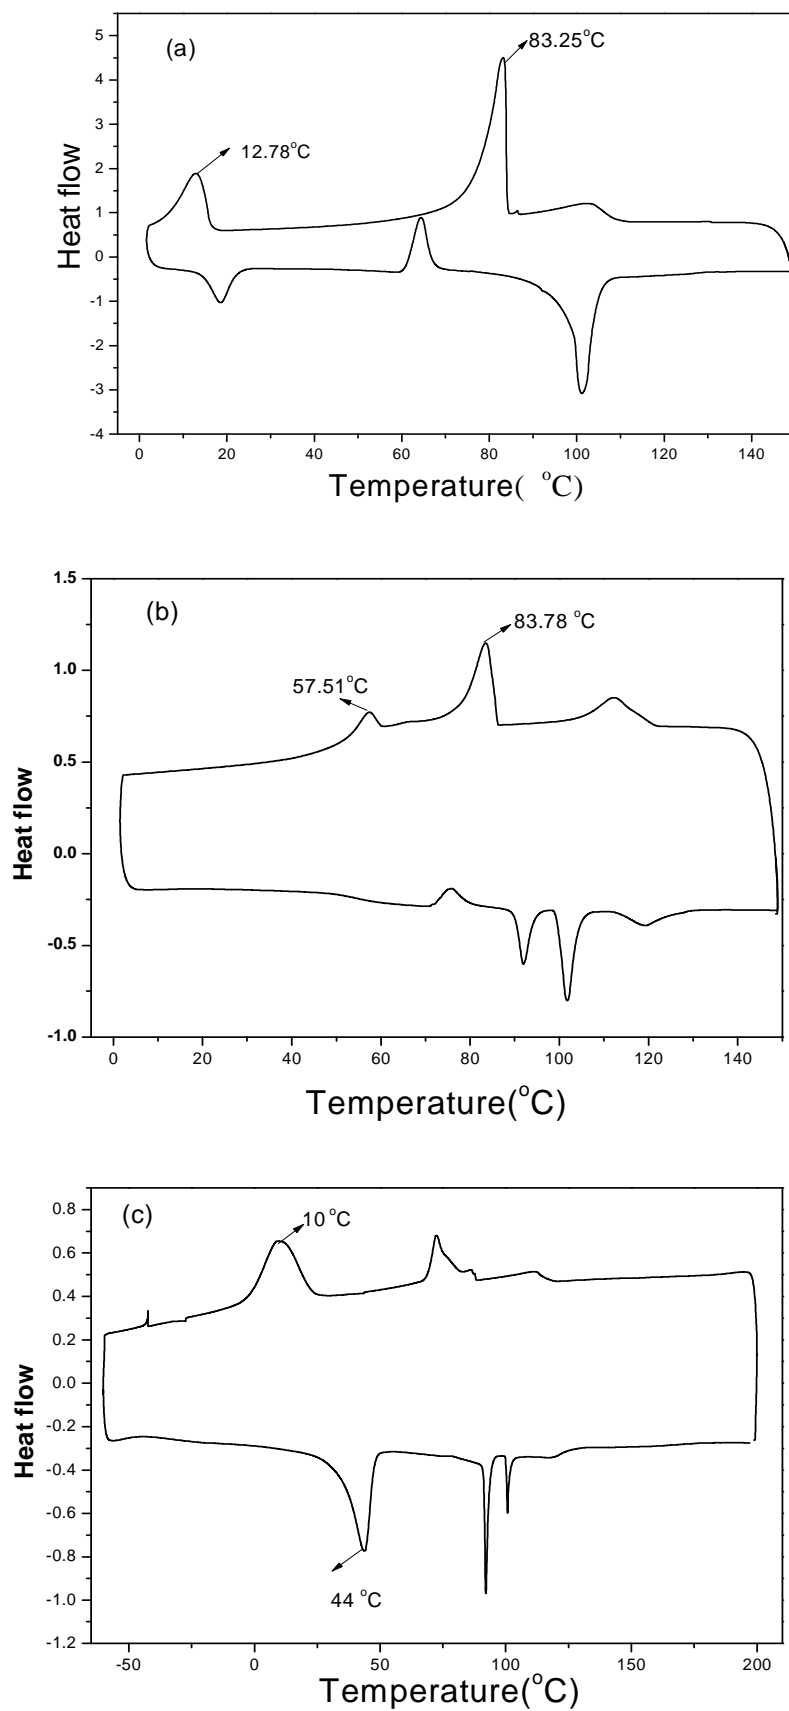 (a)
83.25°C
12.78°C
Heat flow
5
4
3
2
1
0
-1
-2
-3
-4
0 20 40 60 80 100 120 140
Temperature( °C)
(b)
83.78 °C
57.51°C
Heat flow
1.5
1.0
0.5
0.0
-0.5
-1.0
0 20 40 60 80 100 120 140
Temperature(°C)
(c)
10 °C
44 °C
Heat flow
0.8
0.6
0.4
0.2
0.0
-0.2
-0.4
-0.6
-0.8
-1.0
-1.2
-50 0 50 100 150 200
Temperature(°C)